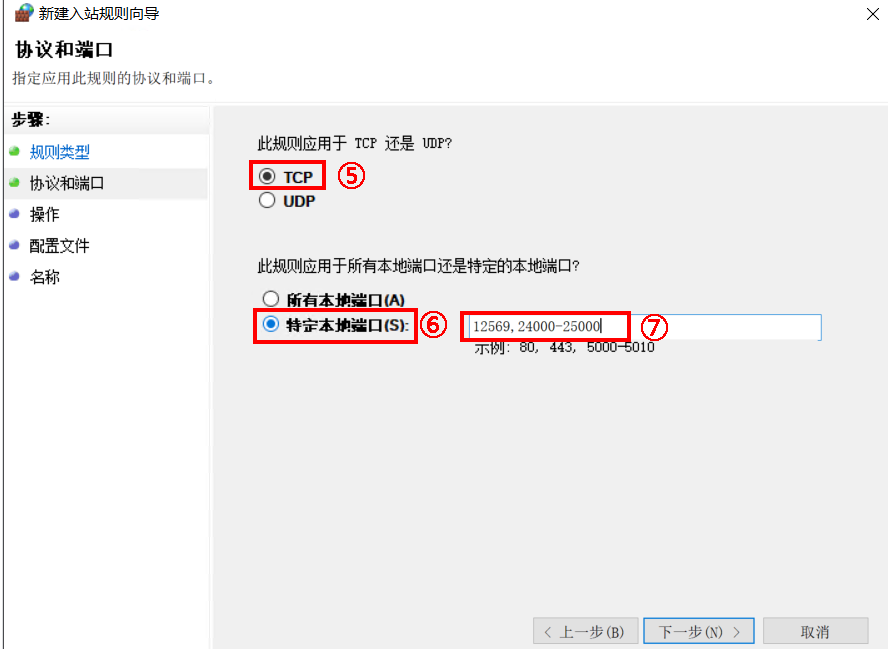 新建入站规则向导
协议和端口
指定应用此规则的协议和端口。
步骤:
规则类型
协议和端口
操作
配置文件
名称
此规则应用于 TCP 还是 UDP?
TCP ⑤
UDP
此规则应用于所有本地端口还是特定的本地端口?
所有本地端口(A)
特定本地端口(S): ⑥ 12569,24000-25000 ⑦
示例: 80, 443, 5000-5010
< 上一步(B) 下一步(N) > 取消